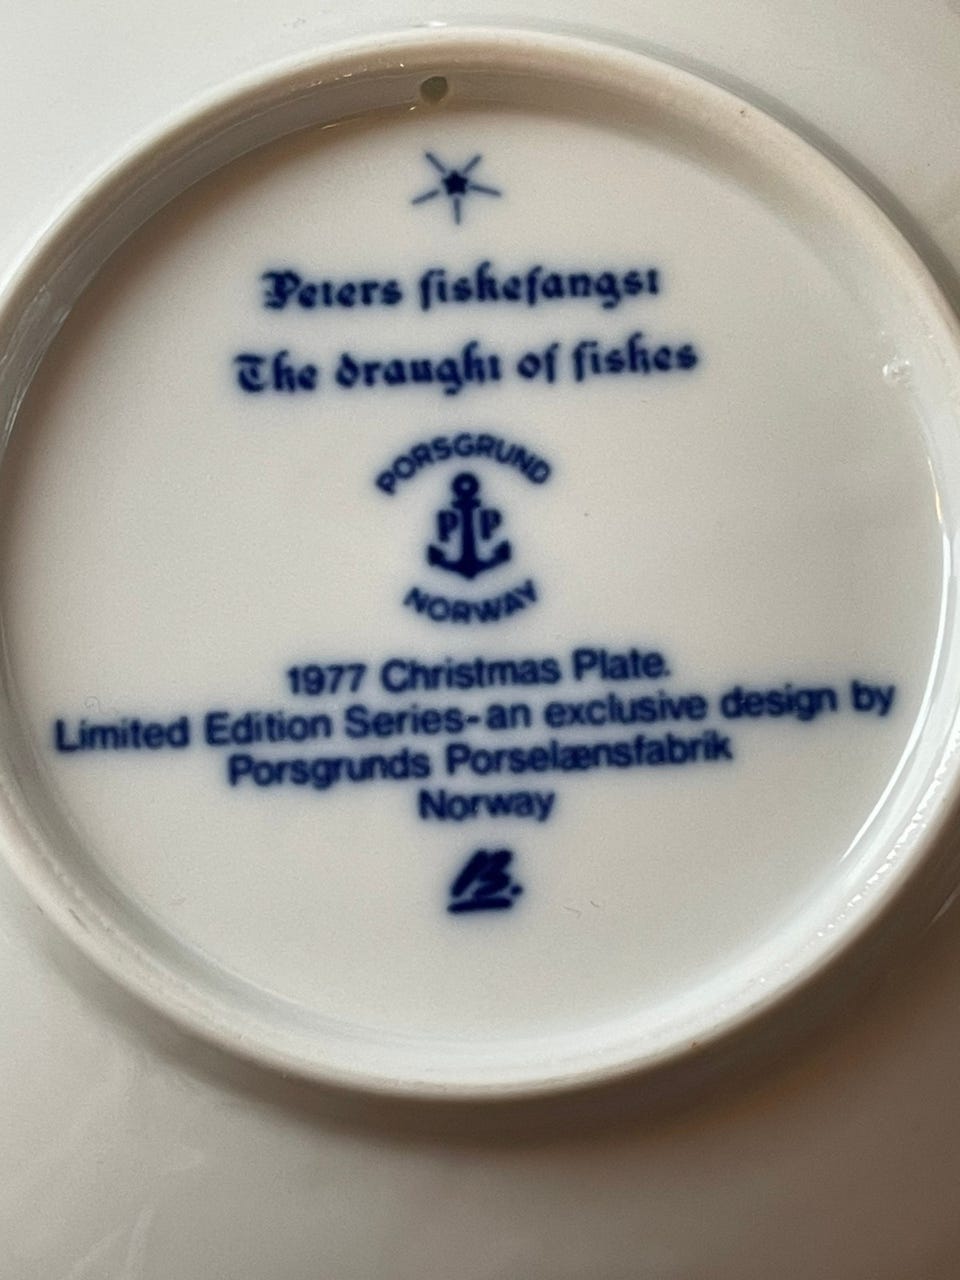 Peters fiskefangst
The draught of fishes
PORSGRUND
P P
NORWAY
1977 Christmas Plate.
Limited Edition Series-an exclusive design by
Porsgrunds Porselænsfabrik
Norway